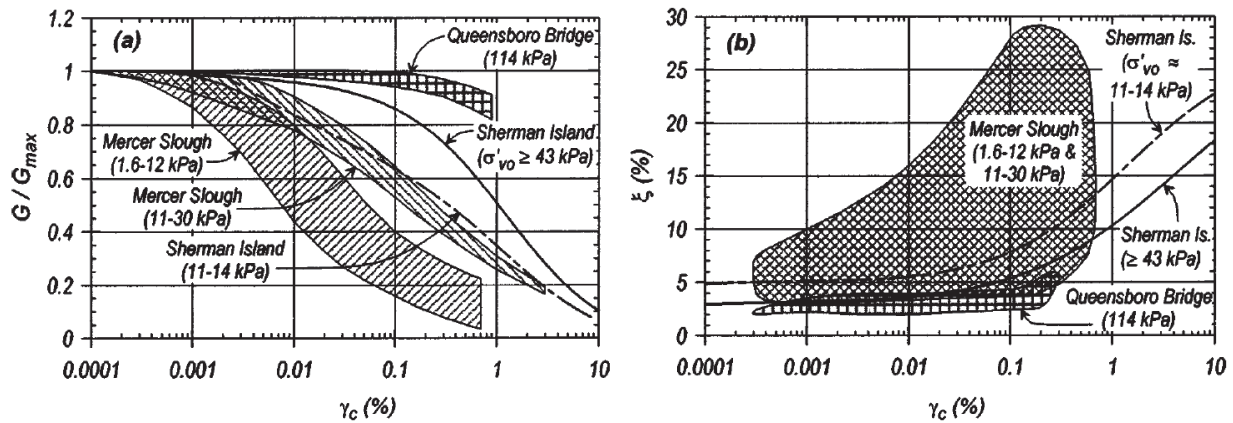 (a)
Queensboro Bridge
(114 kPa)
Mercer Slough
(1.6-12 kPa)
Mercer Slough
(11-30 kPa)
Sherman Island
(11-14 kPa)
Sherman Island
(σ'vo ≥ 43 kPa)
G / Gmax
1.2
1
0.8
0.6
0.4
0.2
0
0.0001
0.001
0.01
0.1
1
10
γc (%)
(b)
Sherman Is.
(σ'vo ≈
11-14 kPa)
Mercer Slough
(1.6-12 kPa &
11-30 kPa)
Sherman Is.
(≥ 43 kPa)
Queensboro Bridge
(114 kPa)
ξ (%)
30
25
20
15
10
5
0
0.0001
0.001
0.01
0.1
1
10
γc (%)